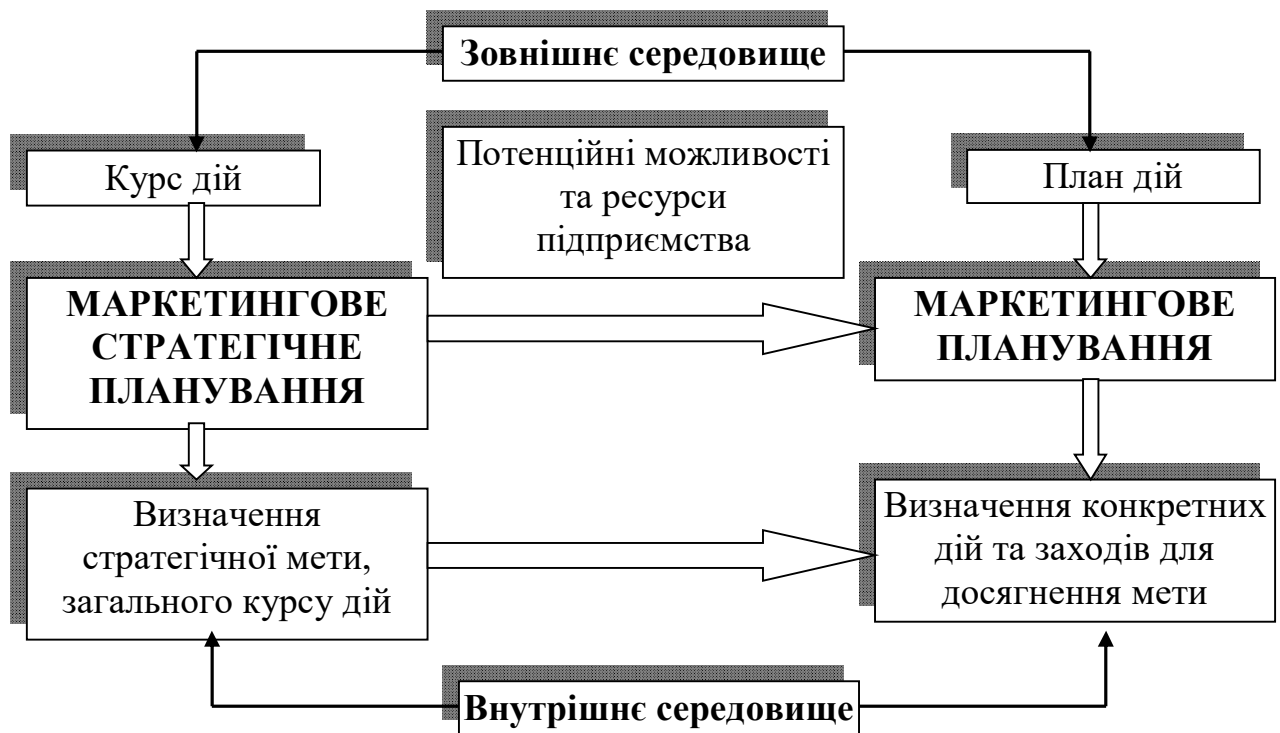 Зовнішнє середовище
Курс дій
Потенційні можливості
та ресурси
підприємства
План дій
МАРКЕТИНГОВЕ
СТРАТЕГІЧНЕ
ПЛАНУВАННЯ
МАРКЕТИНГОВЕ
ПЛАНУВАННЯ
Визначення
стратегічної мети,
загального курсу дій
Визначення конкретних
дій та заходів для
досягнення мети
Внутрішнє середовище